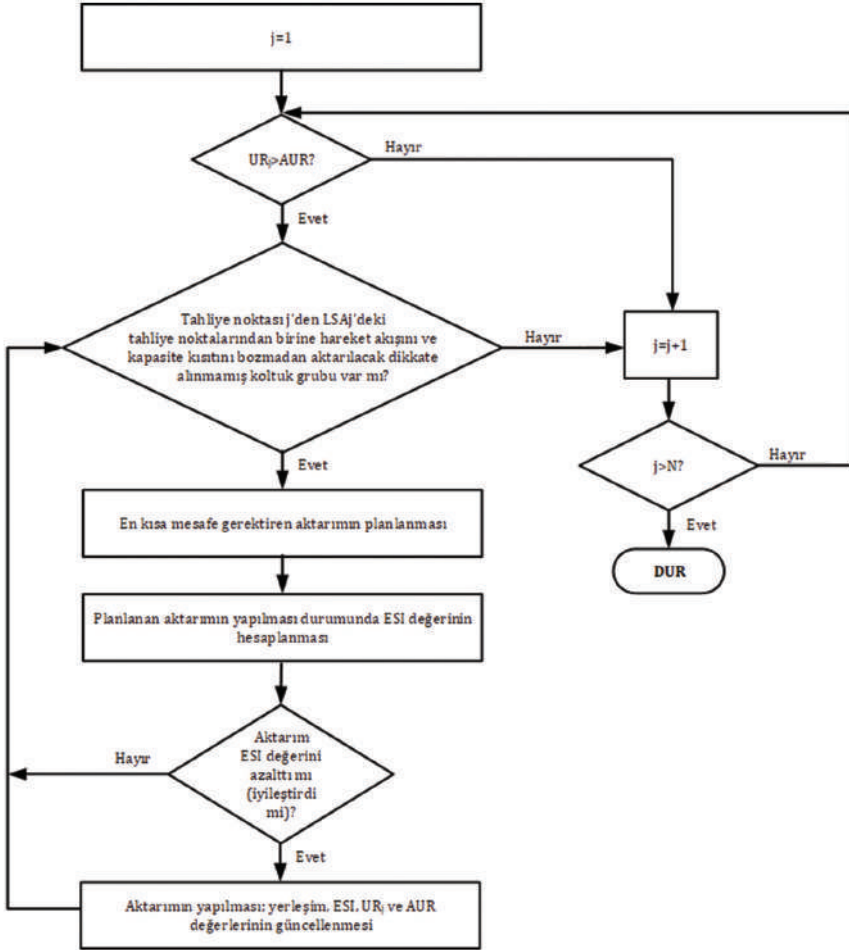 j=1
URj>AUR?
Hayır
Evet
Tahliye noktası j'den LSAj'deki
tahliye noktalarından birine hareket akışını ve
kapasite kısıtını bozmadan aktarılacak dikkate
alınmamış koltuk grubu var mı?
Hayır
j=j+1
Evet
j>N?
Hayır
Evet
DUR
En kısa mesafe gerektiren aktarımın planlanması
Planlanan aktarımın yapılması durumunda ESI değerinin
hesaplanması
Aktarım
ESI değerini
azalttı mı
(iyileştirdi
mi)?
Hayır
Evet
Aktarımın yapılması; yerleşim, ESI, URj ve AUR
değerlerinin güncellenmesi